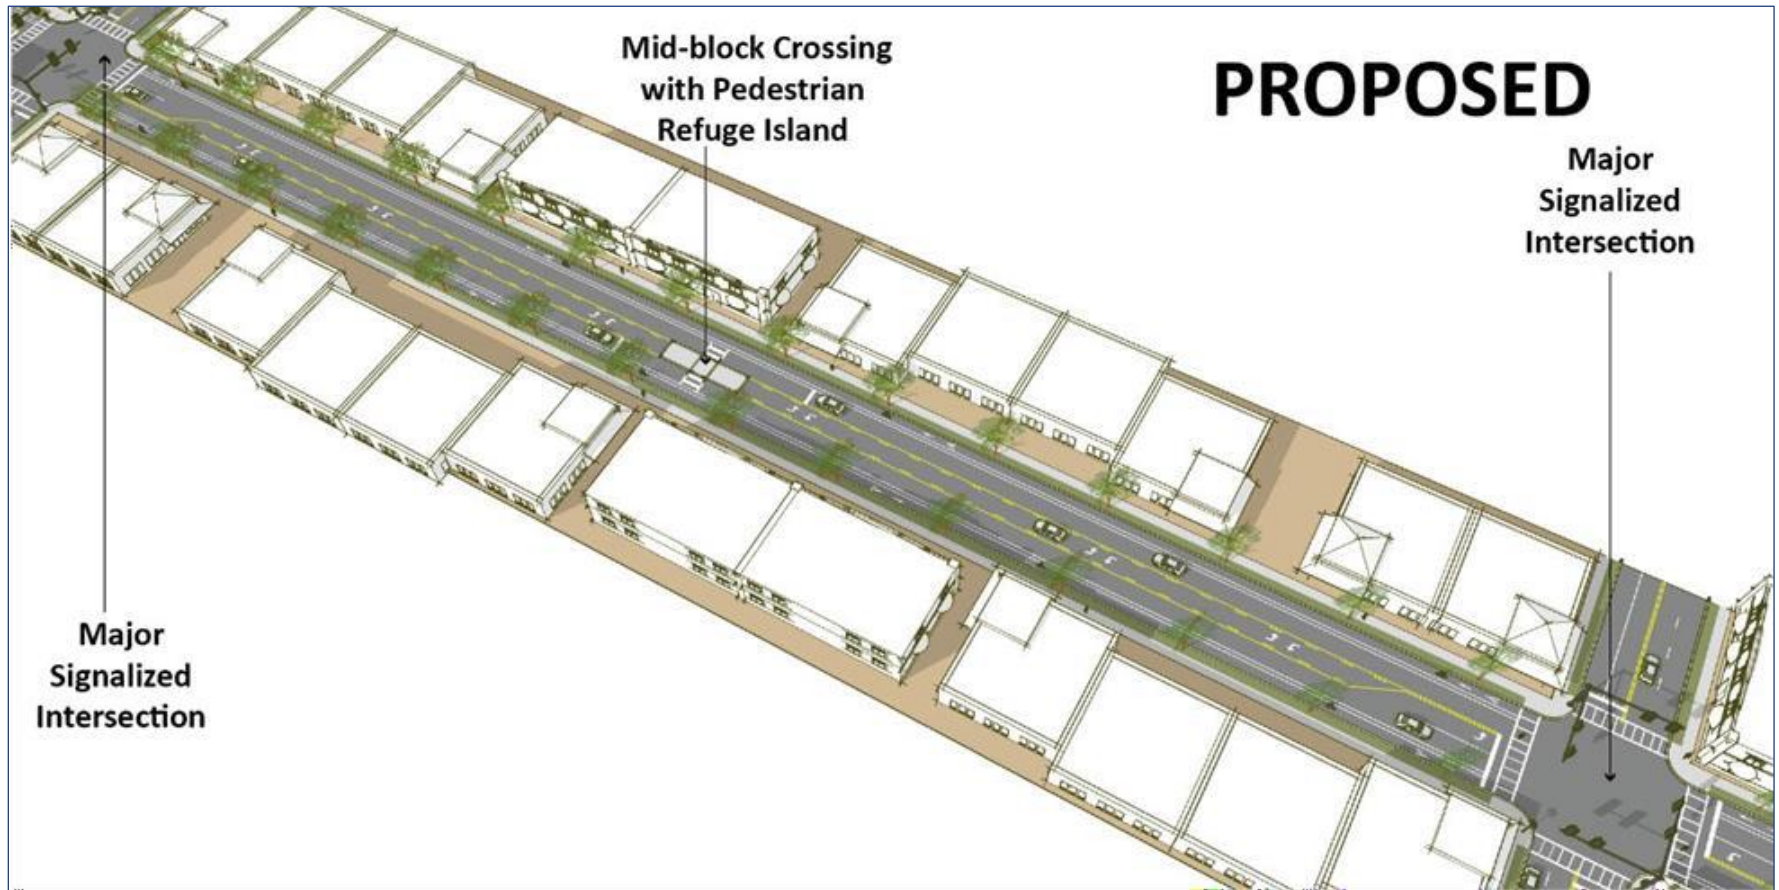 Mid-block Crossing
with Pedestrian
Refuge Island
PROPOSED
Major
Signalized
Intersection
Major
Signalized
Intersection